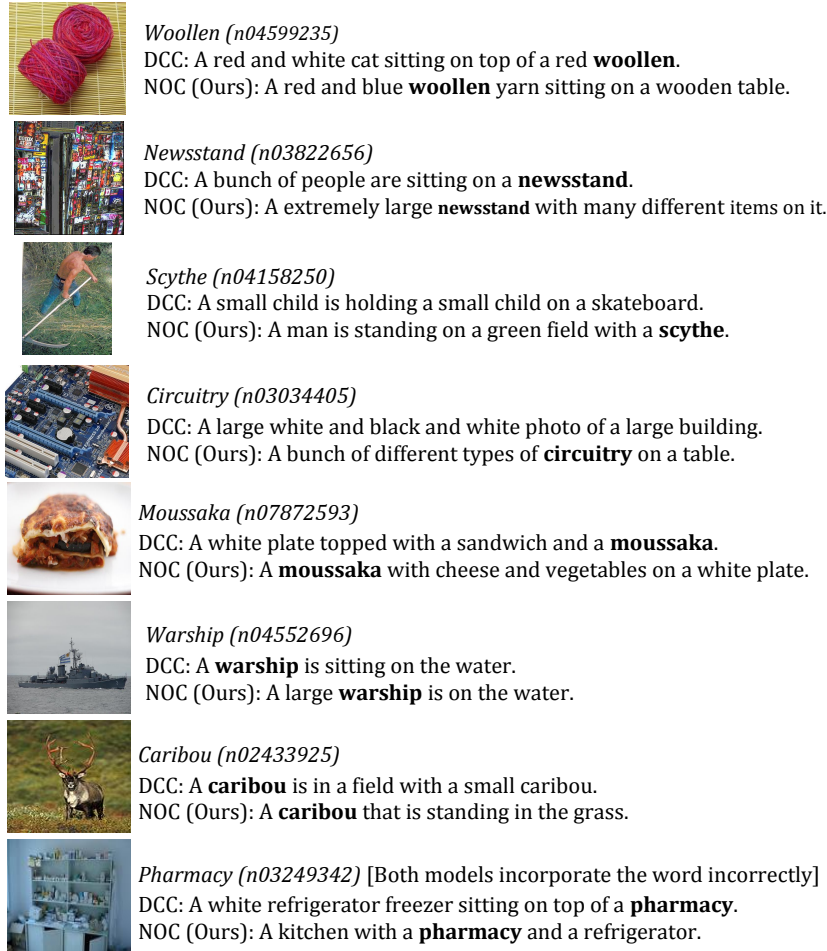 Woollen (n04599235)
DCC: A red and white cat sitting on top of a red woollen.
NOC (Ours): A red and blue woollen yarn sitting on a wooden table.
Newsstand (n03822656)
DCC: A bunch of people are sitting on a newsstand.
NOC (Ours): A extremely large newsstand with many different items on it.
Scythe (n04158250)
DCC: A small child is holding a small child on a skateboard.
NOC (Ours): A man is standing on a green field with a scythe.
Circuitry (n03034405)
DCC: A large white and black and white photo of a large building.
NOC (Ours): A bunch of different types of circuitry on a table.
Moussaka (n07872593)
DCC: A white plate topped with a sandwich and a moussaka.
NOC (Ours): A moussaka with cheese and vegetables on a white plate.
Warship (n04552696)
DCC: A warship is sitting on the water.
NOC (Ours): A large warship is on the water.
Caribou (n02433925)
DCC: A caribou is in a field with a small caribou.
NOC (Ours): A caribou that is standing in the grass.
Pharmacy (n03249342) [Both models incorporate the word incorrectly]
DCC: A white refrigerator freezer sitting on top of a pharmacy.
NOC (Ours): A kitchen with a pharmacy and a refrigerator.